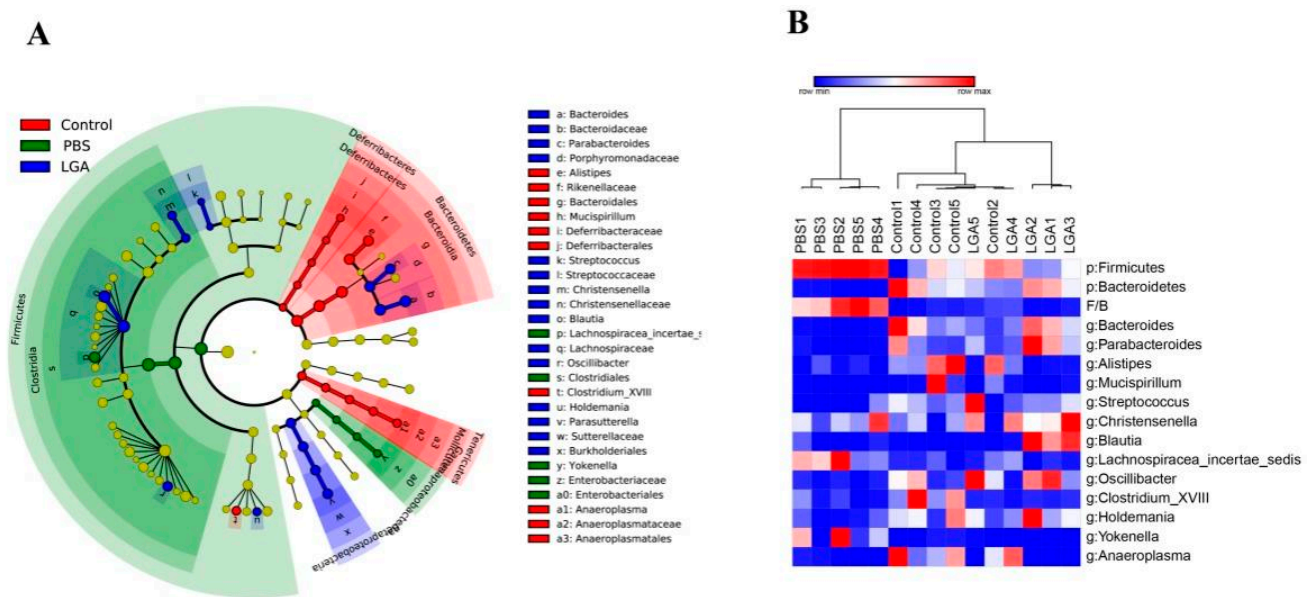 A
B
Control
PBS
LGA
a: Bacteroides
b: Bacteroidaceae
c: Parabacteroides
d: Porphyromonadaceae
e: Alistipes
f: Rikenellaceae
g: Bacteroidales
h: Mucispirillum
i: Deferribacteraceae
j: Deferribacterales
k: Streptococcus
l: Streptococcaceae
m: Christensenella
n: Christensenellaceae
o: Blautia
p: Lachnospiracea_incertae_s
q: Lachnospiraceae
r: Oscillibacter
s: Clostridiales
t: Clostridium_XVIII
u: Holdemania
v: Parasutterella
w: Sutterellaceae
x: Burkholderiales
y: Yokenella
z: Enterobacteriaceae
a0: Enterobacteriales
a1: Anaeroplasma
a2: Anaeroplasmataceae
a3: Anaeroplasmatales
Firmicutes
Clostridia
s
q
n
m
l
k
Deferribacteres
Deferribacteres
j
i
h
f
e
Bacteroidetes
Bacteroidia
g
d
b
a1
a2
a3
Tenericutes
y
z
a0
v
w
x
t
u
r
row min
row max
PBS1
PBS3
PBS2
PBS5
PBS4
Control1
Control4
Control3
Control5
LGA5
Control2
LGA4
LGA2
LGA1
LGA3
p:Firmicutes
p:Bacteroidetes
F/B
g:Bacteroides
g:Parabacteroides
g:Alistipes
g:Mucispirillum
g:Streptococcus
g:Christensenella
g:Blautia
g:Lachnospiracea_incertae_sedis
g:Oscillibacter
g:Clostridium_XVIII
g:Holdemania
g:Yokenella
g:Anaeroplasma